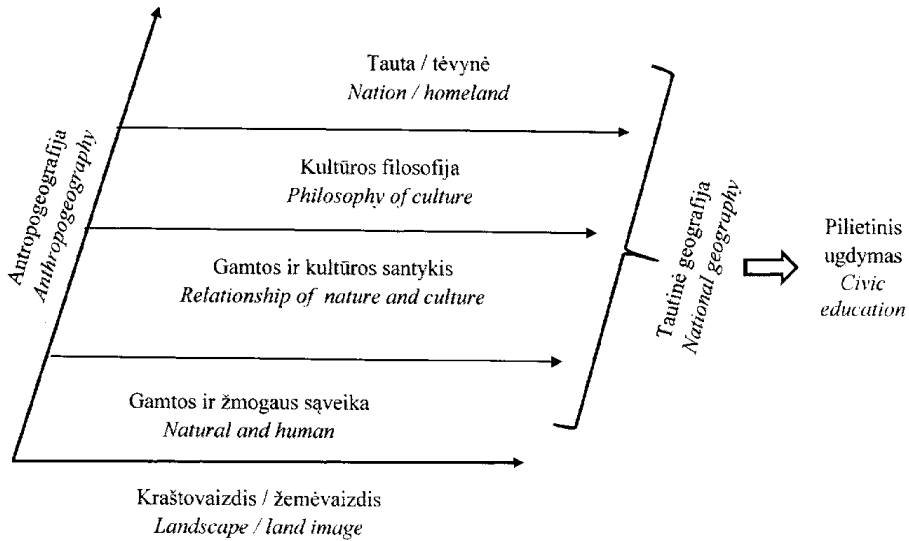 Tauta / tėvynė
Nation / homeland
Antropogeografija
Anthropogeography
Kultūros filosofija
Philosophy of culture
Gamtos ir kultūros santykis
Relationship of nature and culture
Gamtos ir žmogaus sąveika
Natural and human
Kraštovaizdis / žemėvaizdis
Landscape / land image
Tautinė geografija
National geography
Pilietinis
ugdymas
Civic
education